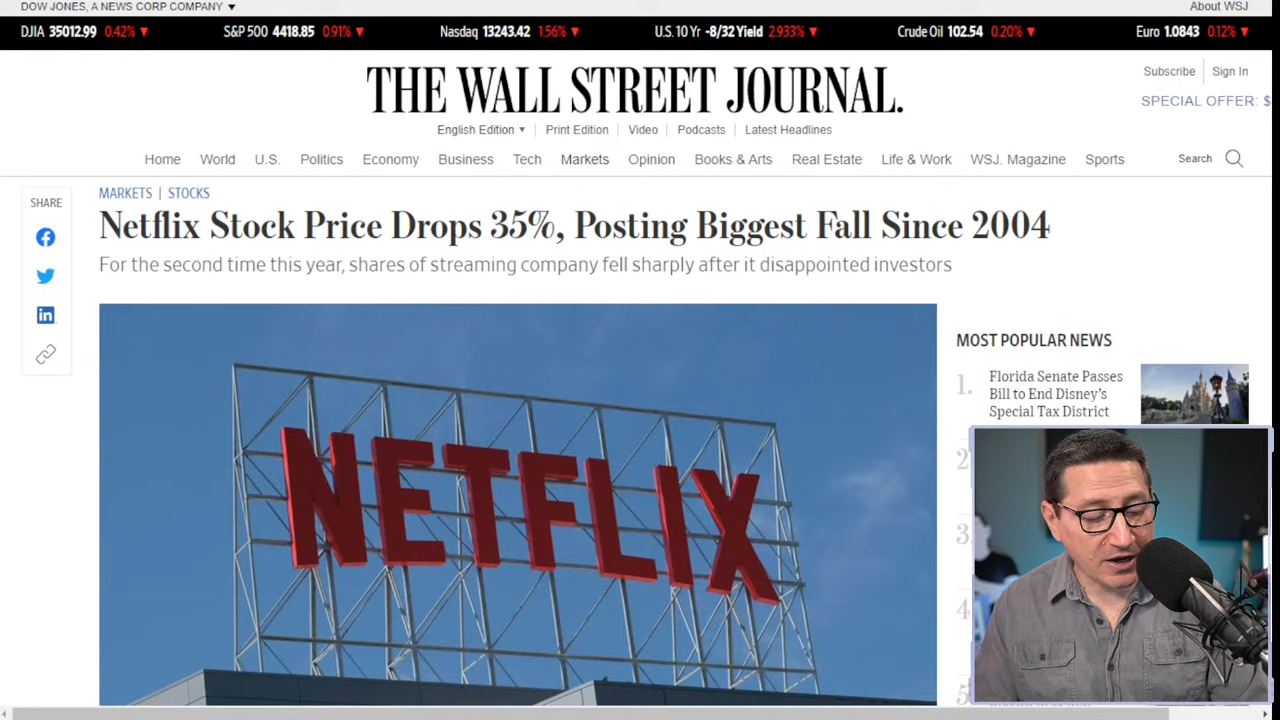 DOW JONES, A NEWS CORP COMPANY ▼
About WSJ
DJIA 35012.99 0.42% ▼
S&P 500 4418.85 0.91% ▼
Nasdaq 13243.42 1.56% ▼
U.S. 10 Yr -8/32 Yield 2.933% ▼
Crude Oil 102.54 0.20% ▼
Euro 1.0843 0.12% ▼
THE WALL STREET JOURNAL.
Subscribe | Sign In
SPECIAL OFFER: $
English Edition ▼ | Print Edition | Video | Podcasts | Latest Headlines
Home World U.S. Politics Economy Business Tech Markets Opinion Books & Arts Real Estate Life & Work WSJ. Magazine Sports
Search
SHARE
MARKETS | STOCKS
Netflix Stock Price Drops 35%, Posting Biggest Fall Since 2004
For the second time this year, shares of streaming company fell sharply after it disappointed investors
NETFLIX
MOST POPULAR NEWS
1.
Florida Senate Passes
Bill to End Disney's
Special Tax District
2
3
4
5